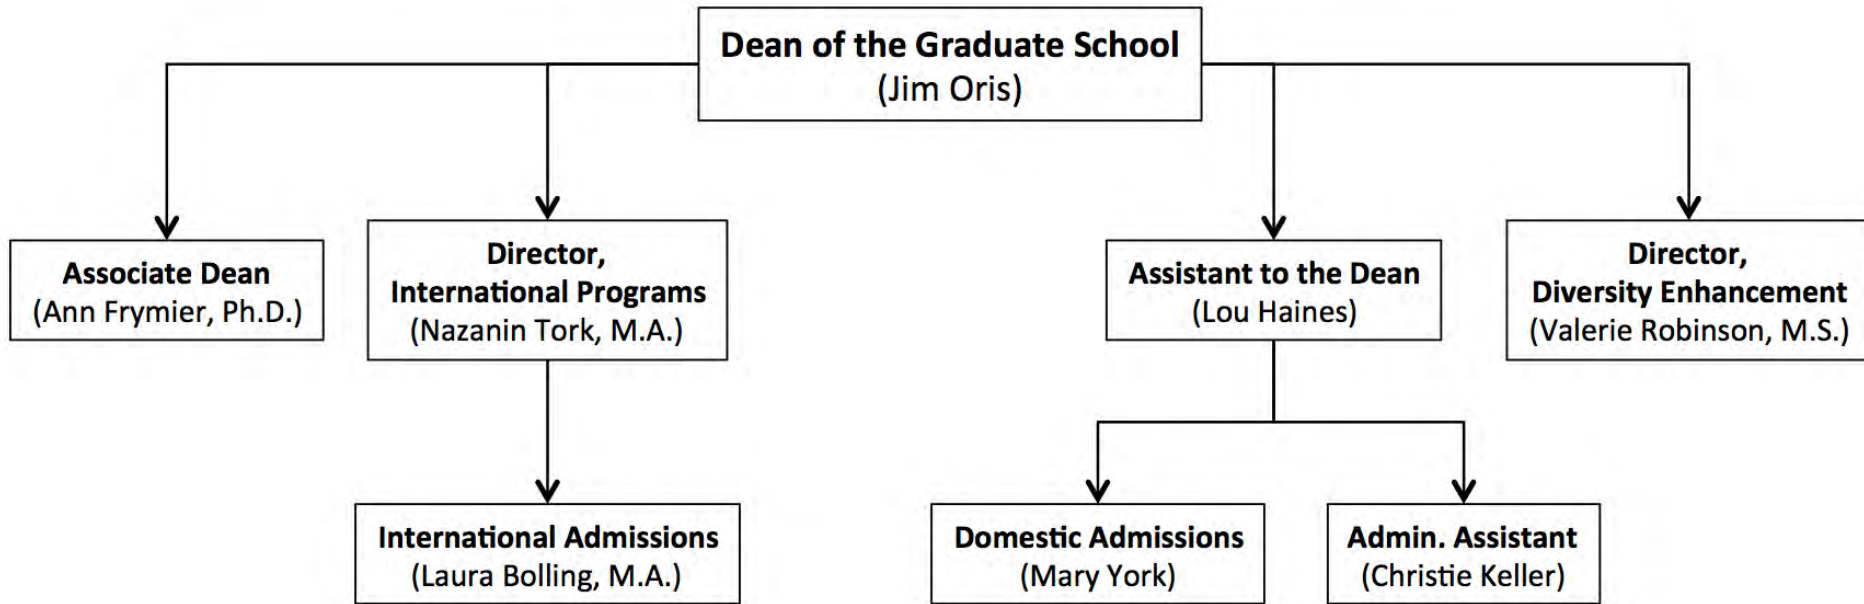 Dean of the Graduate School
(Jim Oris)
Associate Dean
(Ann Frymier, Ph.D.)
Director,
International Programs
(Nazanin Tork, M.A.)
Assistant to the Dean
(Lou Haines)
Director,
Diversity Enhancement
(Valerie Robinson, M.S.)
International Admissions
(Laura Bolling, M.A.)
Domestic Admissions
(Mary York)
Admin. Assistant
(Christie Keller)